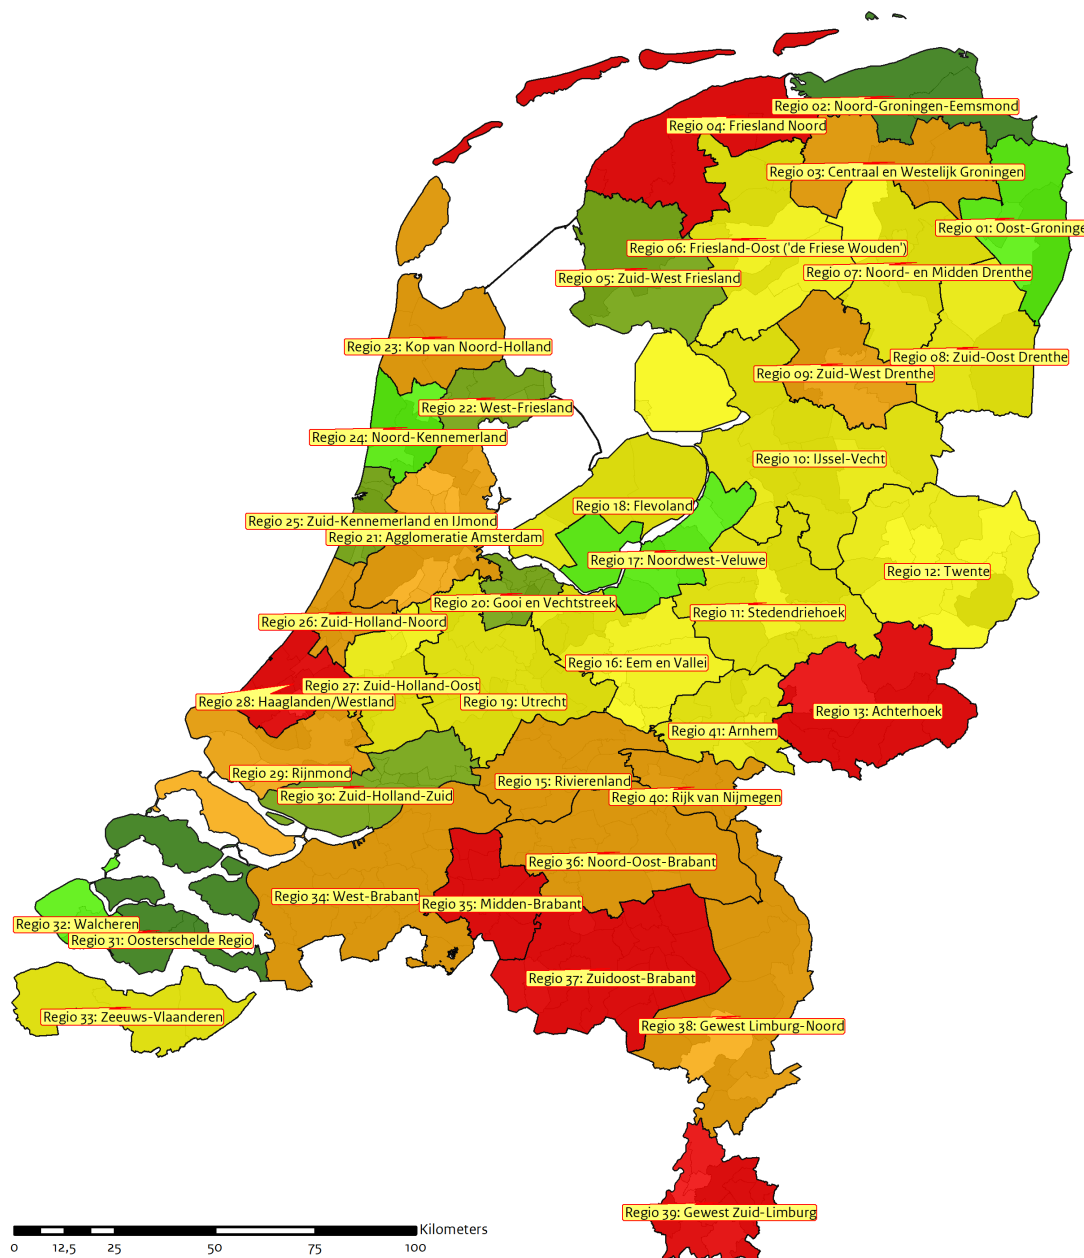 Regio 02: Noord-Groningen-Eemsmond
Regio 04: Friesland Noord
Regio 03: Centraal en Westelijk Groningen
Regio 01: Oost-Groninge
Regio 06: Friesland-Oost ('de Friese Wouden')
Regio 07: Noord- en Midden Drenthe
Regio 05: Zuid-West Friesland
Regio 23: Kop van Noord-Holland
Regio 08: Zuid-Oost Drenthe
Regio 09: Zuid-West Drenthe
Regio 22: West-Friesland
Regio 24: Noord-Kennemerland
Regio 10: IJssel-Vecht
Regio 18: Flevoland
Regio 25: Zuid-Kennemerland en IJmond
Regio 21: Agglomeratie Amsterdam
Regio 17: Noordwest-Veluwe
Regio 12: Twente
Regio 20: Gooi en Vechtstreek
Regio 11: Stedendriehoek
Regio 26: Zuid-Holland-Noord
Regio 16: Eem en Vallei
Regio 27: Zuid-Holland-Oost
Regio 28: Haaglanden/Westland
Regio 19: Utrecht
Regio 13: Achterhoek
Regio 41: Arnhem
Regio 29: Rijnmond
Regio 15: Rivierenland
Regio 30: Zuid-Holland-Zuid
Regio 40: Rijk van Nijmegen
Regio 36: Noord-Oost-Brabant
Regio 34: West-Brabant
Regio 35: Midden-Brabant
Regio 32: Walcheren
Regio 31: Oosterschelde Regio
Regio 37: Zuidoost-Brabant
Regio 33: Zeeuws-Vlaanderen
Regio 38: Gewest Limburg-Noord
Regio 39: Gewest Zuid-Limburg
Kilometers
0 12,5 25 50 75 100